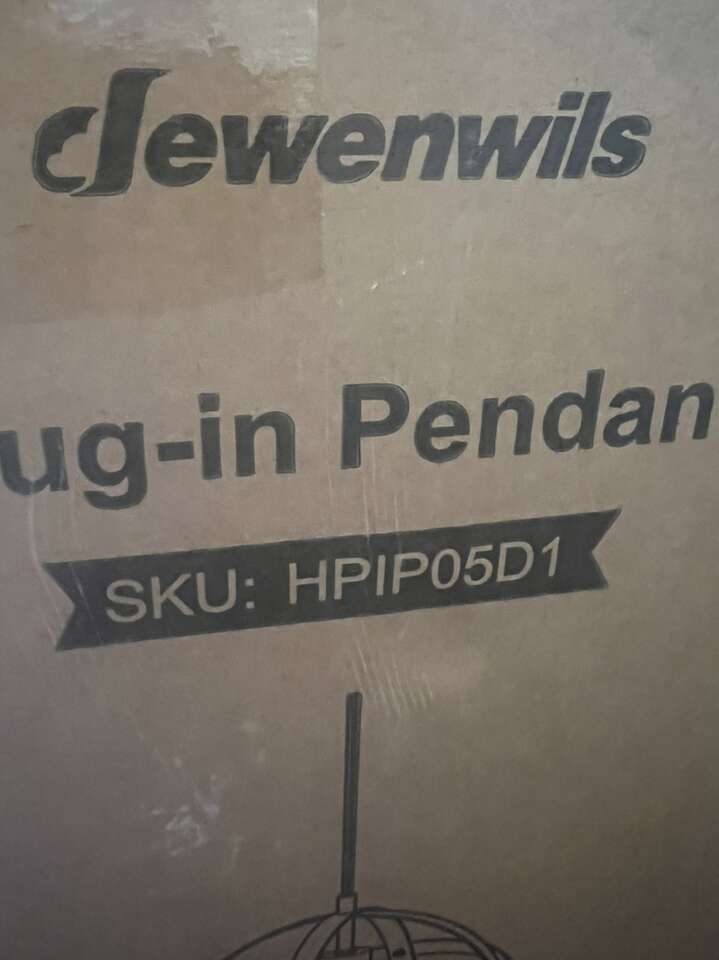 dewenwils
ug-in Pendan
SKU: HPIP05D1